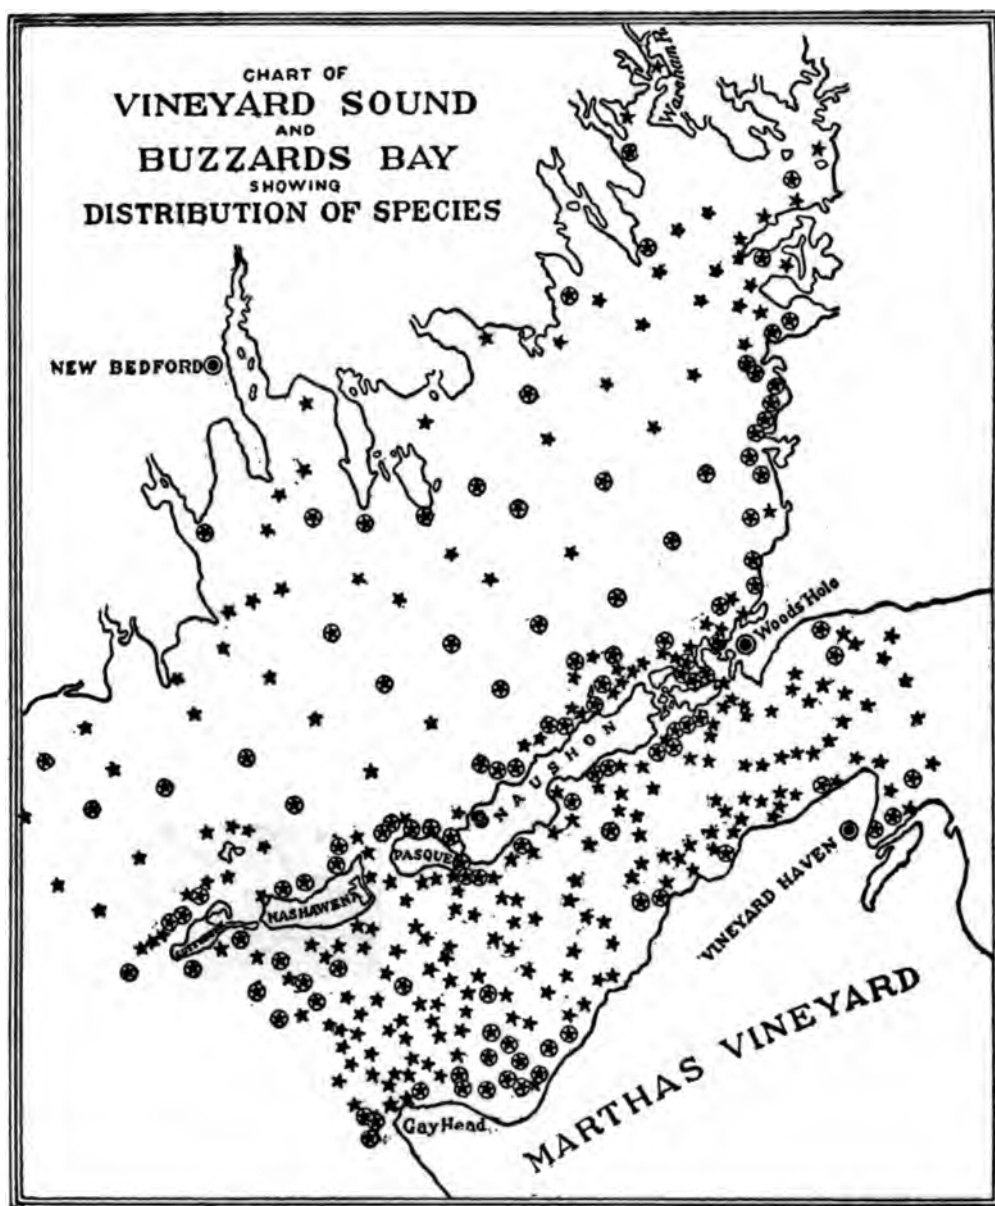 CHART OF
VINEYARD SOUND
AND
BUZZARDS BAY
SHOWING
DISTRIBUTION OF SPECIES
Wareham R.
NEW BEDFORD
Woods Hole
NAUSHON
PASQUE
NASHAWENA
VINEYARD HAVEN
MARTHAS VINEYARD
Gay Head